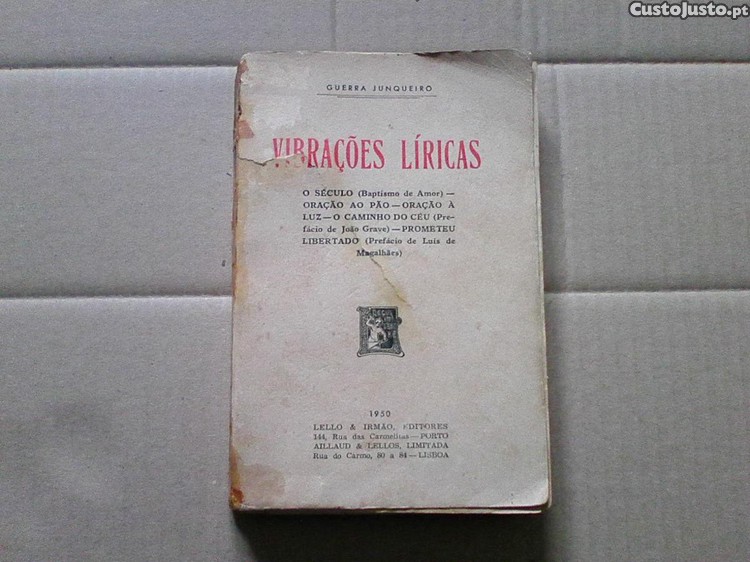 CustoJusto.pt
GUERRA JUNQUEIRO
VIBRAÇÕES LÍRICAS
O SÉCULO (Baptismo de Amor) —
ORAÇÃO AO PÃO — ORAÇÃO À
LUZ — O CAMINHO DO CÉU (Pre-
fácio de João Grave) — PROMETEU
LIBERTADO (Prefácio de Luís de
Magalhães)
1950
LELLO & IRMÃO, EDITORES
144, Rua das Carmelitas — PORTO
AILLAUD & LELLOS, LIMITADA
Rua do Carmo, 80 a 84 — LISBOA